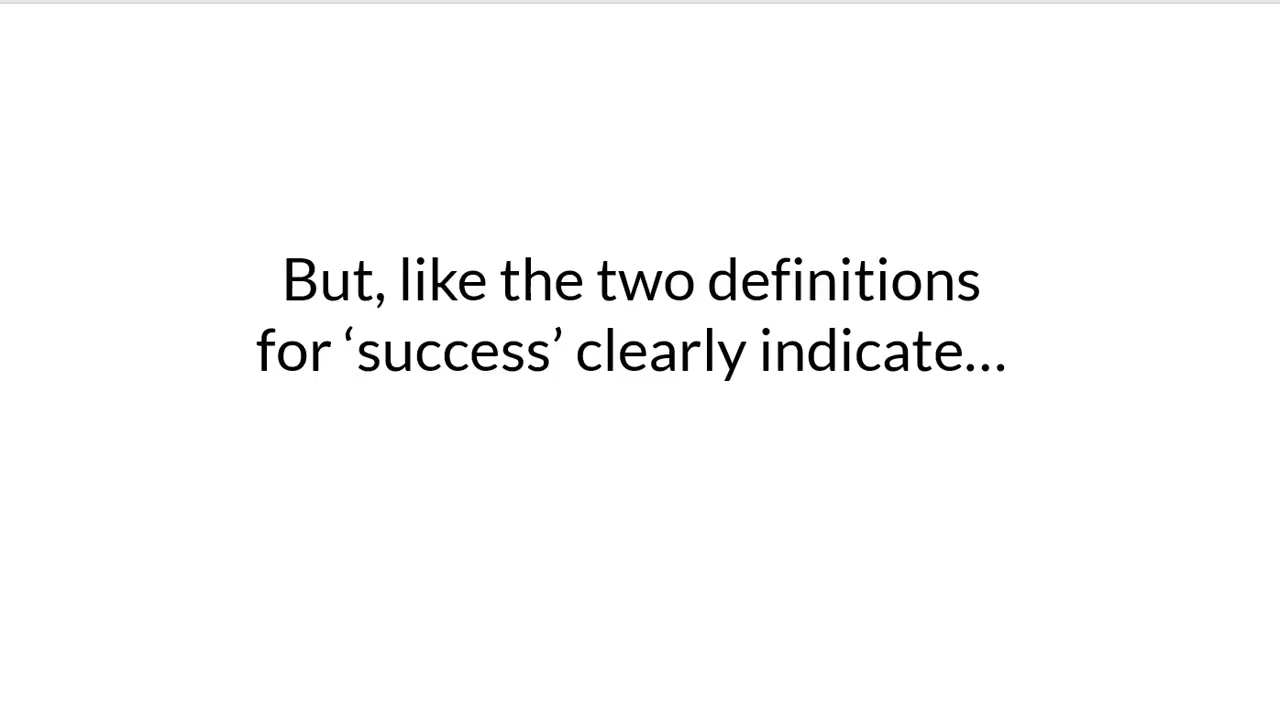 But, like the two definitions
for ‘success’ clearly indicate...